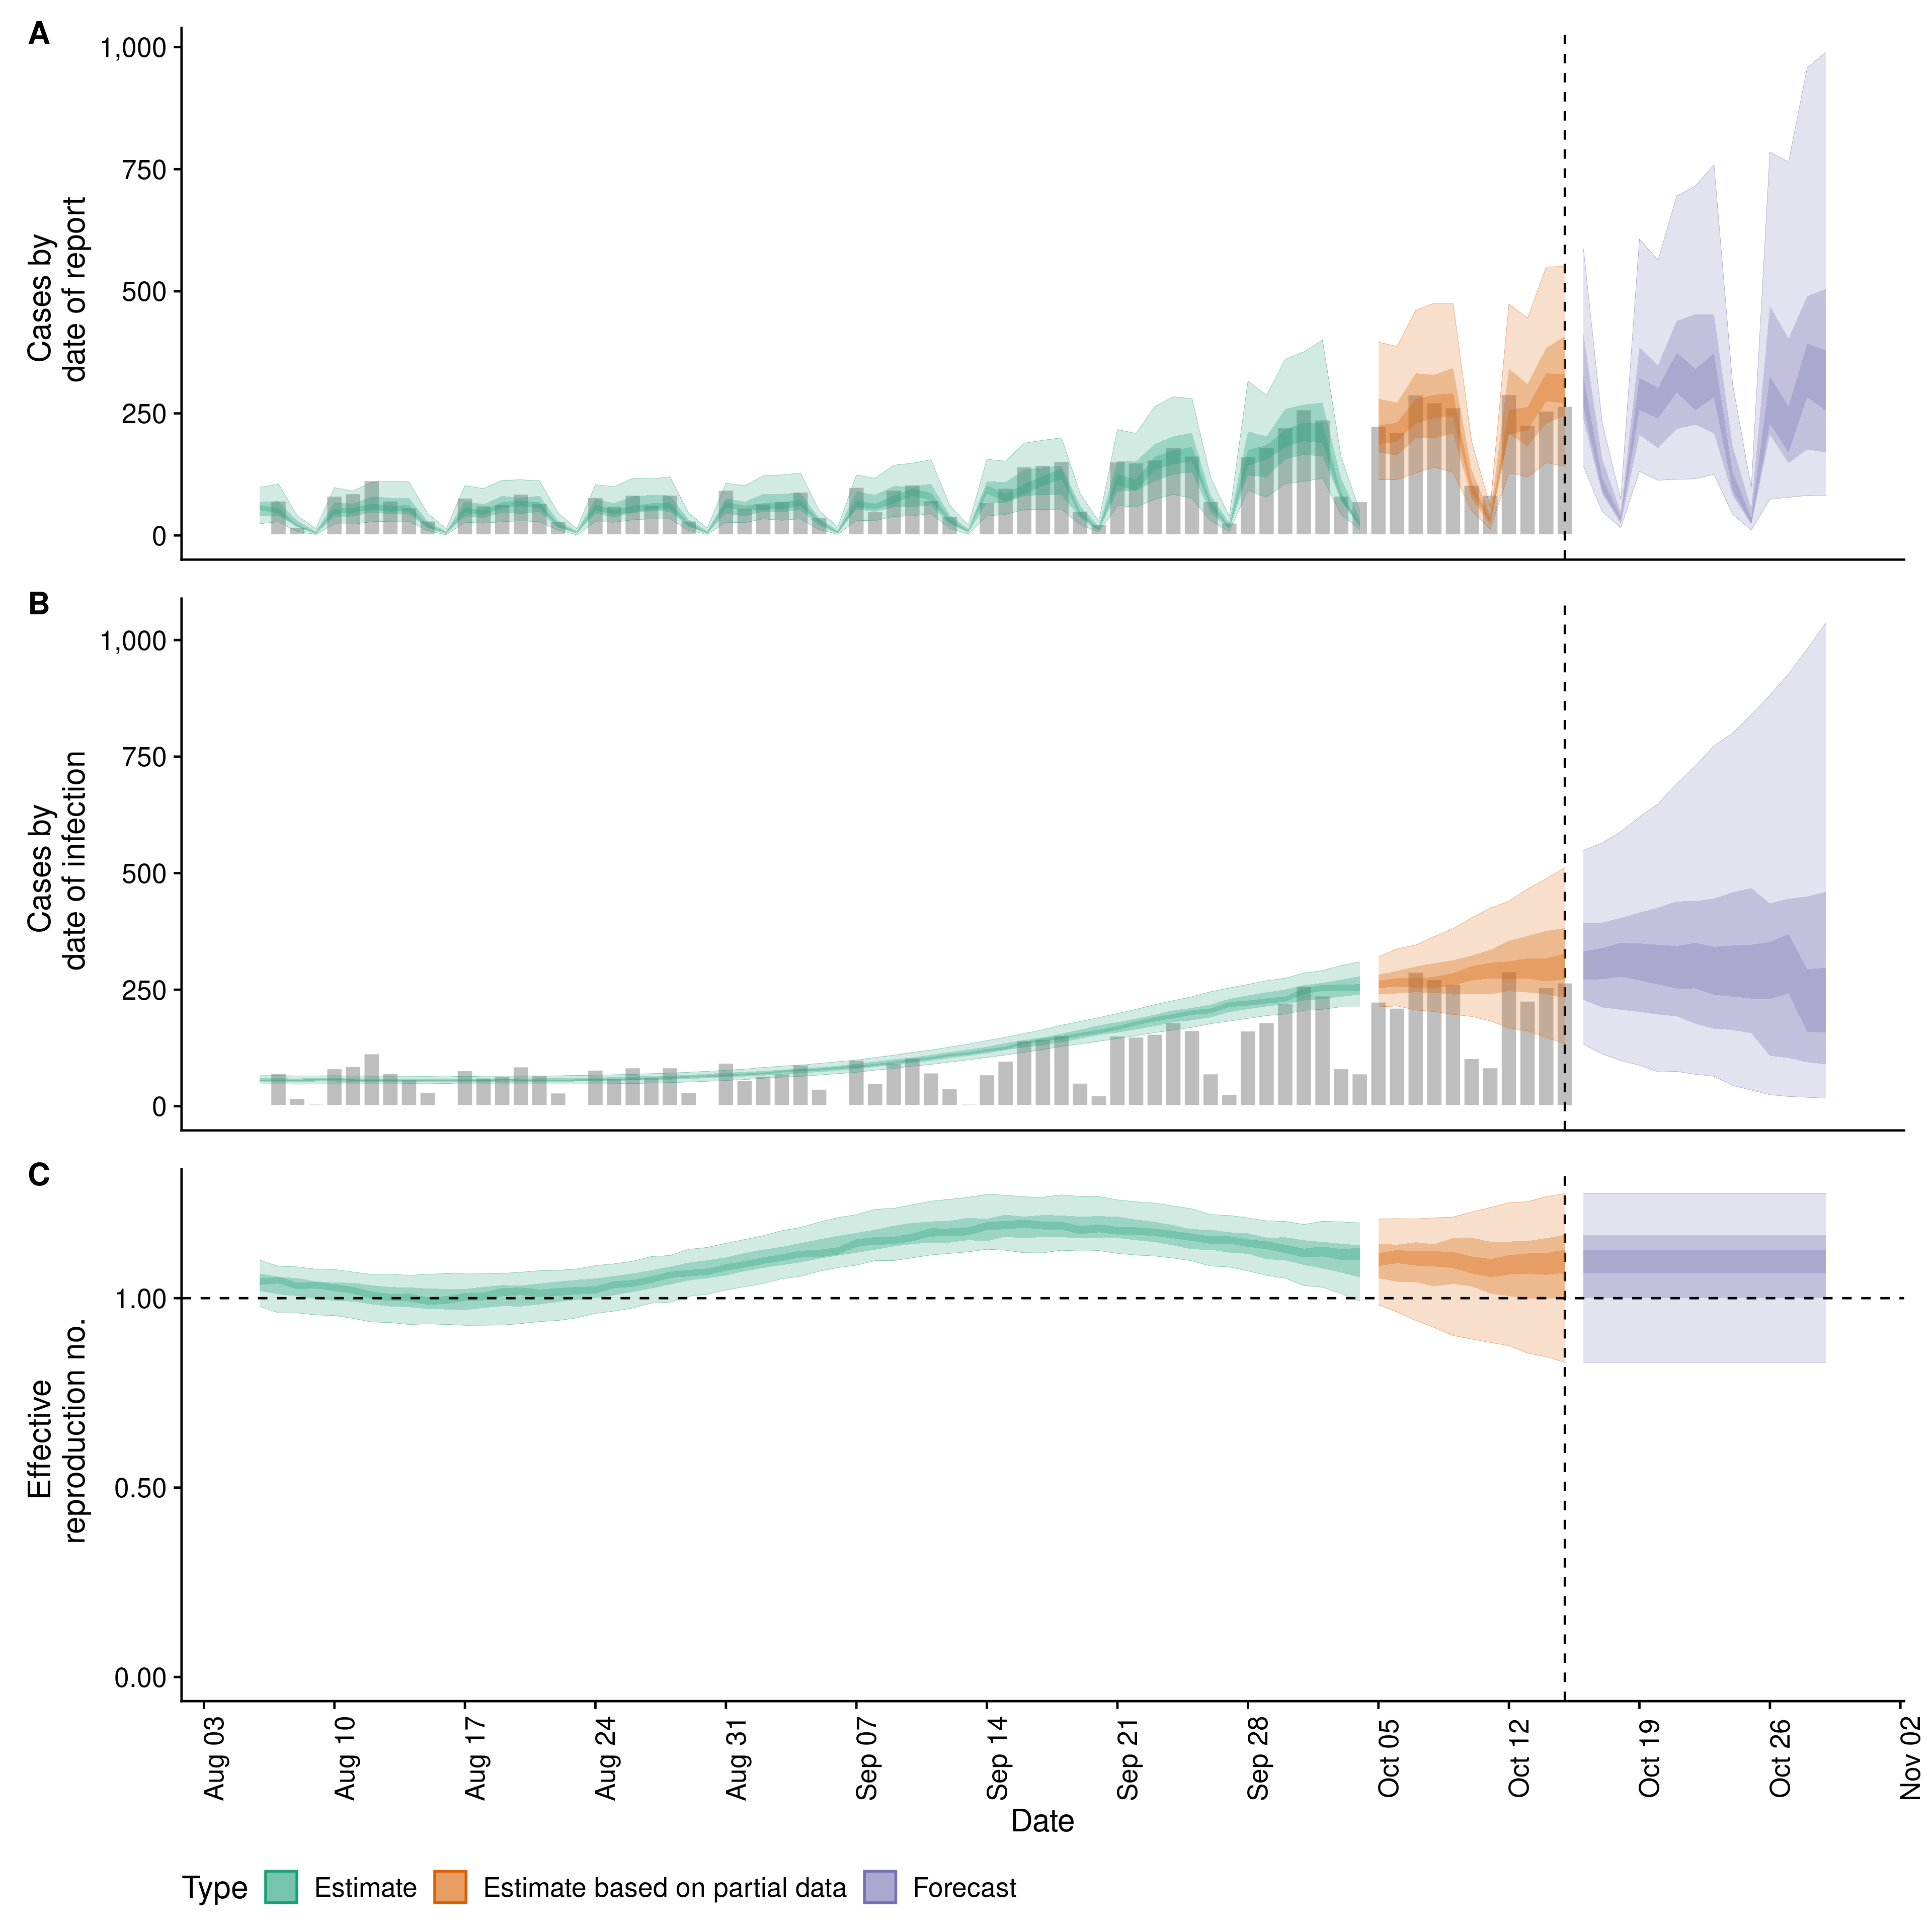 A
1,000
750
500
250
0
Cases by
date of report
B
1,000
750
500
250
0
Cases by
date of infection
C
1.00
0.50
0.00
Effective
reproduction no.
Aug 03
Aug 10
Aug 17
Aug 24
Aug 31
Sep 07
Sep 14
Sep 21
Sep 28
Oct 05
Oct 12
Oct 19
Oct 26
Nov 02
Date
Type Estimate Estimate based on partial data Forecast